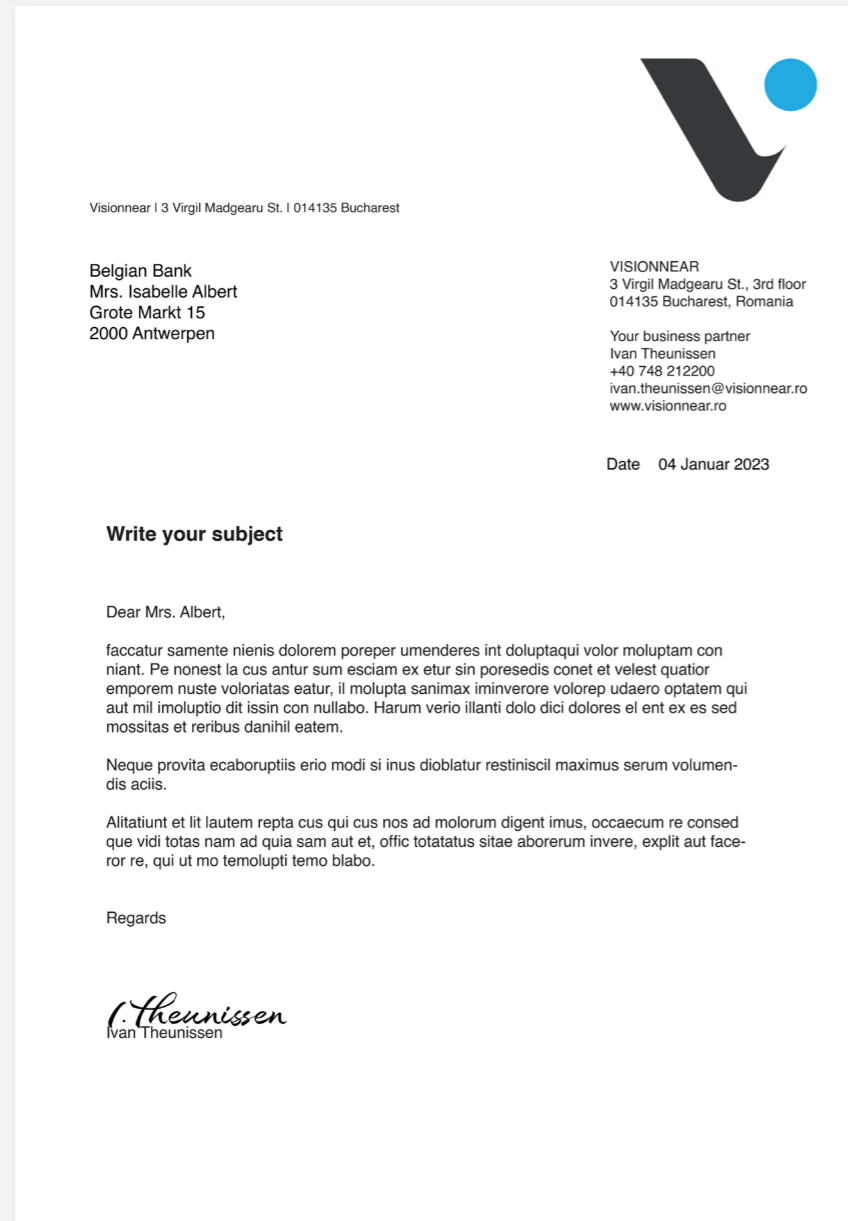 Visionnear | 3 Virgil Madgearu St. | 014135 Bucharest
Belgian Bank
Mrs. Isabelle Albert
Grote Markt 15
2000 Antwerpen
VISIONNEAR
3 Virgil Madgearu St., 3rd floor
014135 Bucharest, Romania
Your business partner
Ivan Theunissen
+40 748 212200
ivan.theunissen@visionnear.ro
www.visionnear.ro
Date 04 Januar 2023
Write your subject
Dear Mrs. Albert,
faccatur samente nienis dolorem poreper umenderes int doluptaqui volor moluptam con
niant. Pe nonest la cus antur sum esciam ex etur sin poresedis conet et velest quatior
emporem nuste voloriatas eatur, il molupta sanimax iminverore volorep udaero optatem qui
aut mil imoluptio dit issin con nullabo. Harum verio illanti dolo dici dolores el ent ex es sed
mossitas et reribus danihil eatem.
Neque provita ecaboruptiis erio modi si inus dioblatur restiniscil maximus serum volumen-
dis aciis.
Alitatiunt et lit lautem repta cus qui cus nos ad molorum digent imus, occaecum re consed
que vidi totas nam ad quia sam aut et, offic totatatus sitae aborerum invere, explit aut face-
ror re, qui ut mo temolupti temo blabo.
Regards
I. Theunissen
Ivan Theunissen